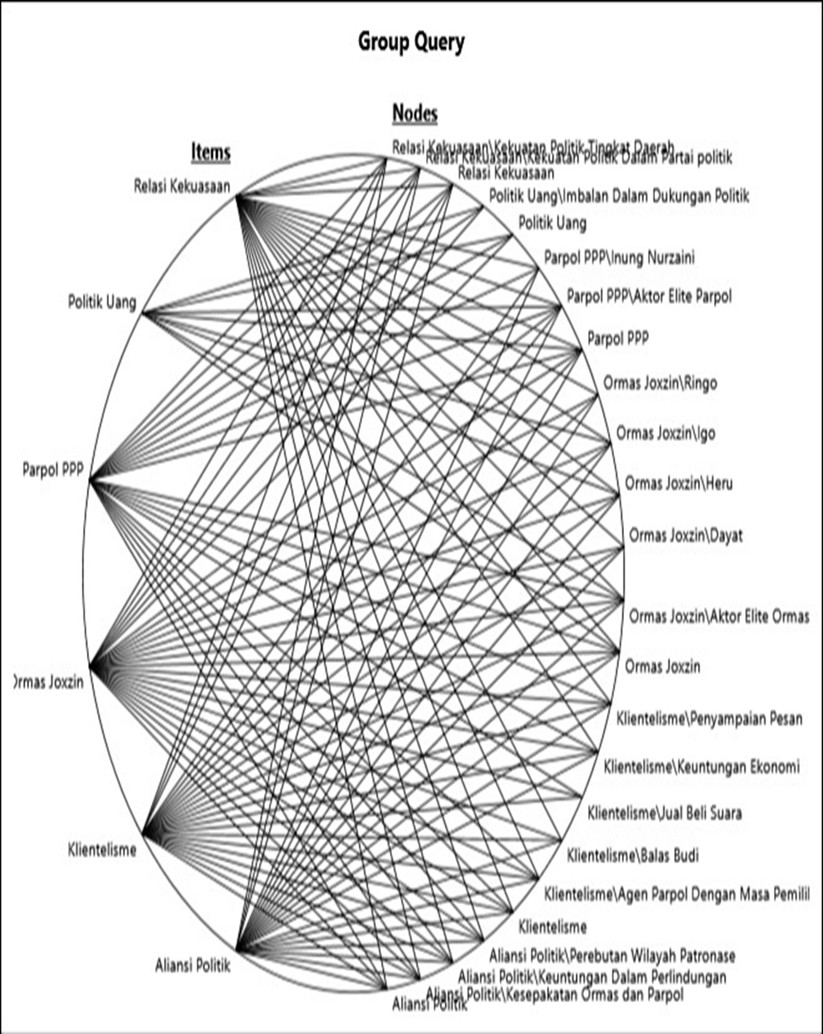 Group Query
Nodes
Items
Relasi Kekuasaan
Politik Uang
Parpol PPP
Ormas Joxzin
Klientelisme
Aliansi Politik
Relasi Kekuasaan\Kekuatan Politik Tingkat Daerah
Relasi Kekuasaan\Kekuatan Politik Dalam Partai politik
Relasi Kekuasaan
Politik Uang\Imbalan Dalam Dukungan Politik
Politik Uang
Parpol PPP\Inung Nurzaini
Parpol PPP\Aktor Elite Parpol
Parpol PPP
Ormas Joxzin\Ringo
Ormas Joxzin\Igo
Ormas Joxzin\Heru
Ormas Joxzin\Dayat
Ormas Joxzin\Aktor Elite Ormas
Ormas Joxzin
Klientelisme\Penyampaian Pesan
Klientelisme\Keuntungan Ekonomi
Klientelisme\Jual Beli Suara
Klientelisme\Balas Budi
Klientelisme\Agen Parpol Dengan Masa Pemilil
Klientelisme
Aliansi Politik\Perebutan Wilayah Patronase
Aliansi Politik\Keuntungan Dalam Perlindungan
Aliansi Politik\Kesepakatan Ormas dan Parpol
Aliansi Politik